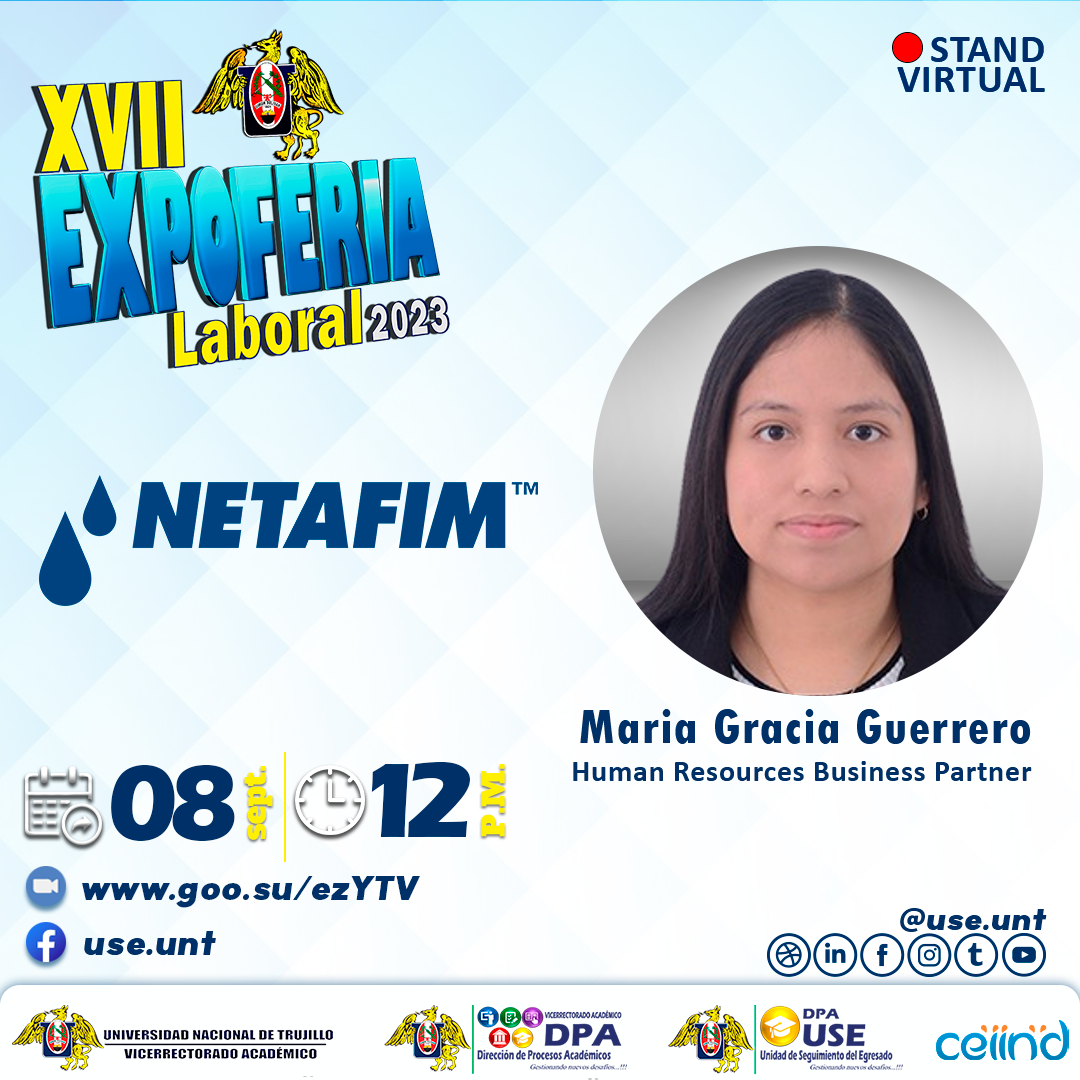 XVII
EXPOFERIA
Laboral 2023
STAND
VIRTUAL
NETAFIM™
Maria Gracia Guerrero
Human Resources Business Partner
08 sept.
12 P.M.
www.goo.su/ezYTV
use.unt
@use.unt
UNIVERSIDAD NACIONAL DE TRUJILLO
VICERRECTORADO ACADÉMICO
VICERRECTORADO ACADÉMICO
DPA
Dirección de Procesos Académicos
Gestionando nuevos desafíos...!!!
DPA
USE
Unidad de Seguimiento del Egresado
Gestionando nuevos desafíos...!!!
ceiind